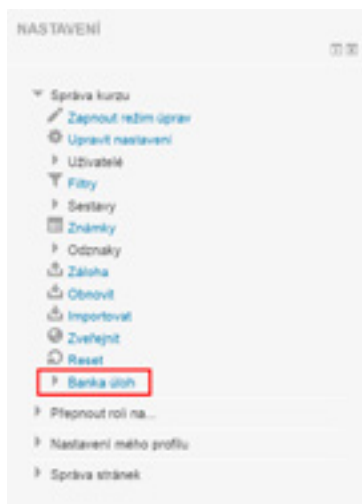 NASTAVENÍ
Správa kurzu
Zapnout režim úprav
Upravit nastavení
Uživatelé
Filtry
Sestavy
Známky
Odznaky
Záloha
Obnovit
Importovat
Zveřejnit
Reset
Banka úloh
Přepnout roli na...
Nastavení mého profilu
Správa stránek